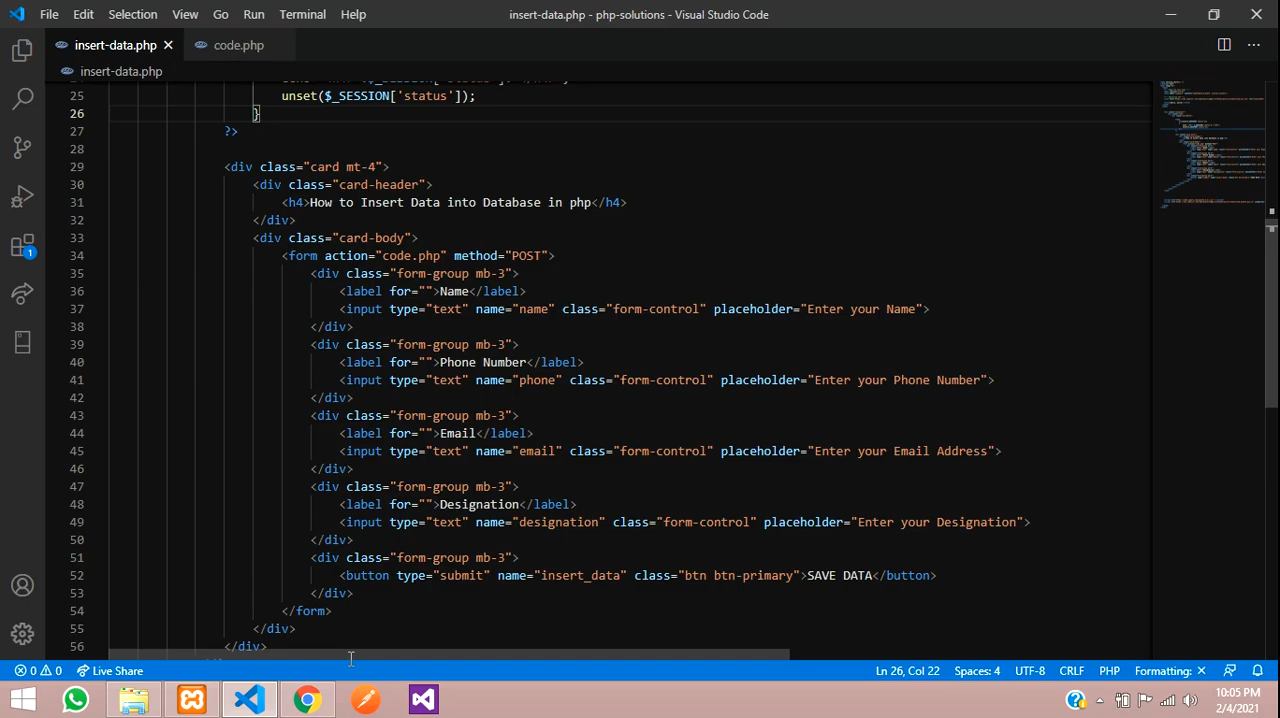 File Edit Selection View Go Run Terminal Help insert-data.php - php-solutions - Visual Studio Code
insert-data.php code.php
insert-data.php
25 unset($_SESSION['status']);
26 }
27 ?>
28
29 <div class="card mt-4">
30 <div class="card-header">
31 <h4>How to Insert Data into Database in php</h4>
32 </div>
33 <div class="card-body">
34 <form action="code.php" method="POST">
35 <div class="form-group mb-3">
36 <label for="">Name</label>
37 <input type="text" name="name" class="form-control" placeholder="Enter your Name">
38 </div>
39 <div class="form-group mb-3">
40 <label for="">Phone Number</label>
41 <input type="text" name="phone" class="form-control" placeholder="Enter your Phone Number">
42 </div>
43 <div class="form-group mb-3">
44 <label for="">Email</label>
45 <input type="text" name="email" class="form-control" placeholder="Enter your Email Address">
46 </div>
47 <div class="form-group mb-3">
48 <label for="">Designation</label>
49 <input type="text" name="designation" class="form-control" placeholder="Enter your Designation">
50 </div>
51 <div class="form-group mb-3">
52 <button type="submit" name="insert_data" class="btn btn-primary">SAVE DATA</button>
53 </div>
54 </form>
55 </div>
56 </div>
1
0 0 Live Share Ln 26, Col 22 Spaces: 4 UTF-8 CRLF PHP Formatting: ×
10:05 PM
2/4/2021